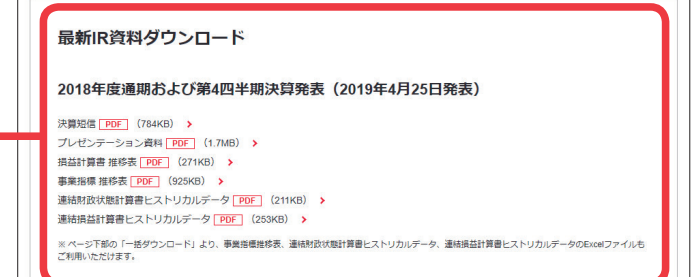 最新IR資料ダウンロード
2018年度通期および第4四半期決算発表（2019年4月25日発表）
決算短信 PDF （784KB）
プレゼンテーション資料 PDF （1.7MB）
損益計算書 推移表 PDF （271KB）
事業指標 推移表 PDF （925KB）
連結財政状態計算書ヒストリカルデータ PDF （211KB）
連結損益計算書ヒストリカルデータ PDF （253KB）
※ ページ下部の「一括ダウンロード」より、事業指標推移表、連結財政状態計算書ヒストリカルデータ、連結損益計算書ヒストリカルデータのExcelファイルも
ご利用いただけます。